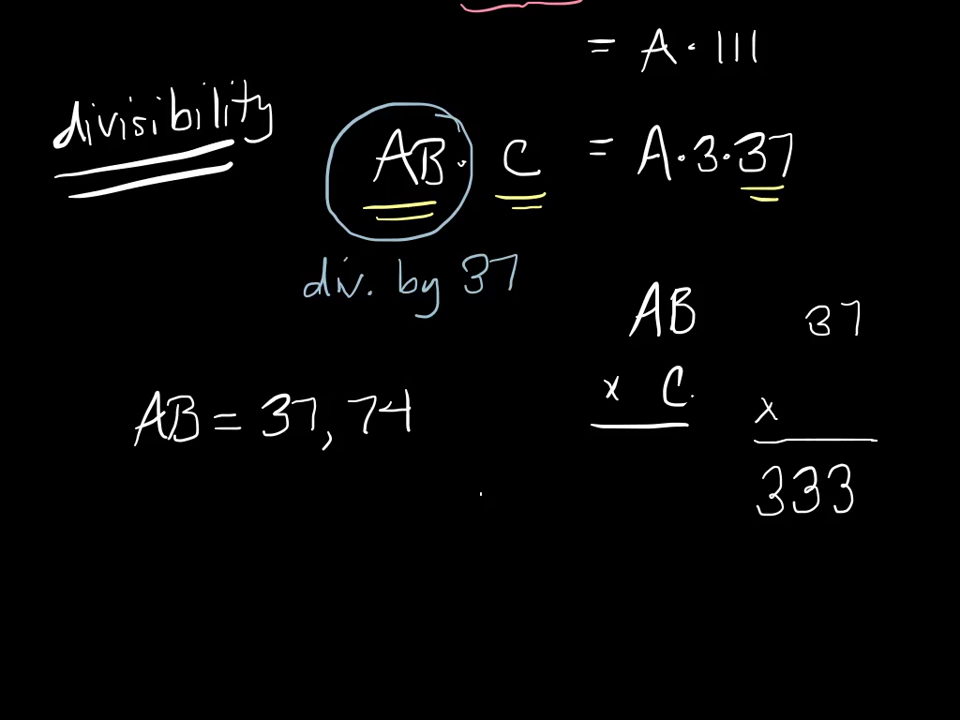 = A · 111
divisibility
AB · C = A · 3 · 37
div. by 37
AB 37
x C
x
AB = 37, 74
333